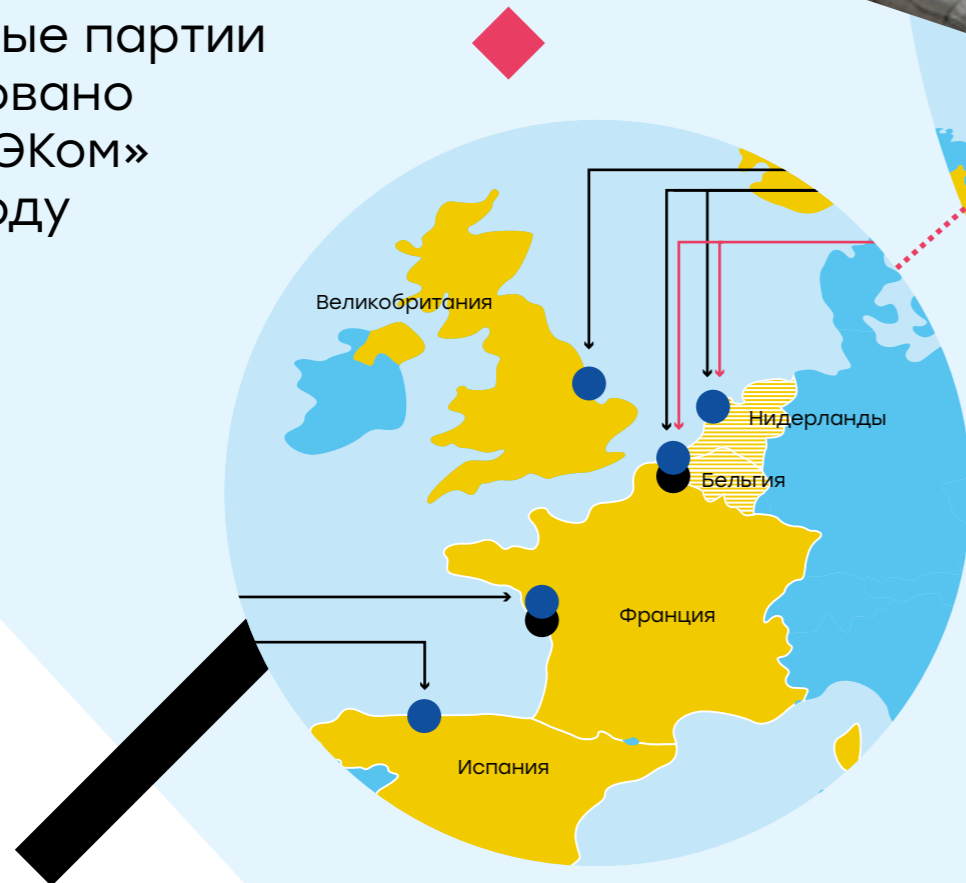 ые партии
овано
ЭКом»
оду
Великобритания
Нидерланды
Бельгия
Франция
Испания